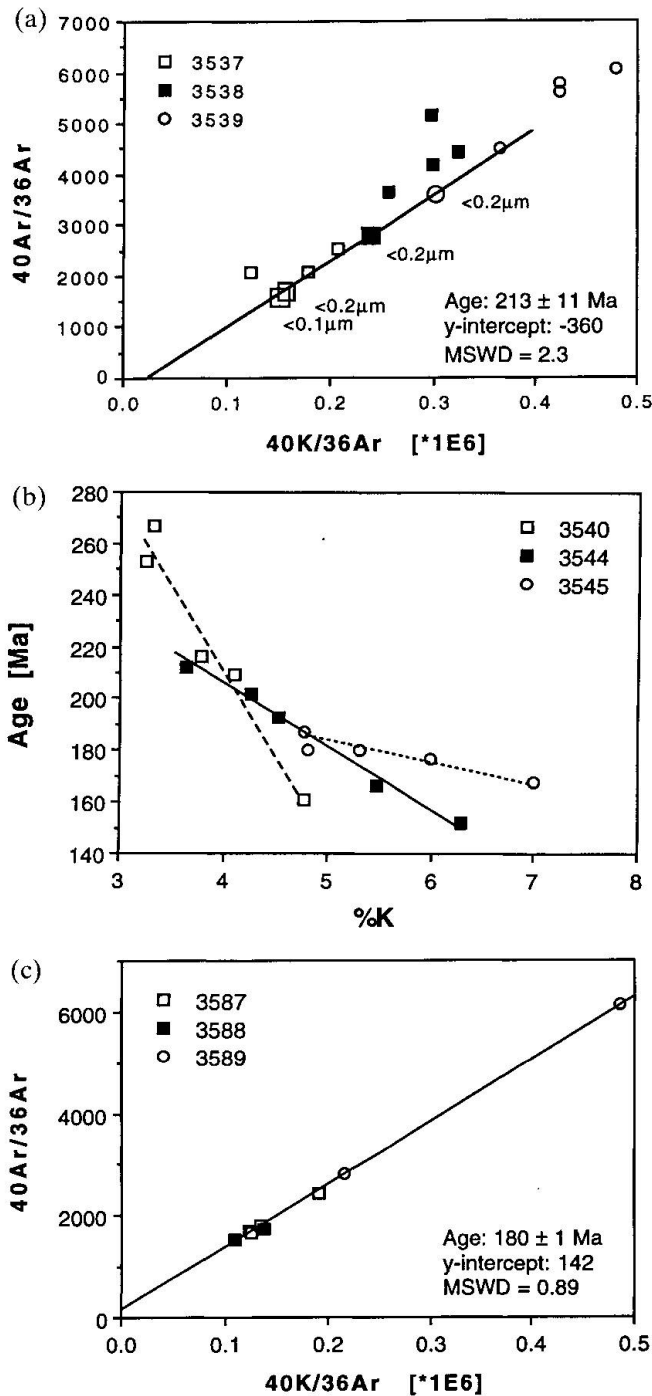 (a)
7000
6000
5000
4000
3000
2000
1000
0
40Ar/36Ar
3537
3538
3539
<0.2μm
<0.2μm
<0.2μm
<0.1μm
Age: 213 ± 11 Ma
y-intercept: -360
MSWD = 2.3
0.0 0.1 0.2 0.3 0.4 0.5
40K/36Ar [*1E6]
(b)
280
260
240
220
200
180
160
140
Age [Ma]
3540
3544
3545
3 4 5 6 7 8
%K
(c)
6000
4000
2000
0
40Ar/36Ar
3587
3588
3589
Age: 180 ± 1 Ma
y-intercept: 142
MSWD = 0.89
0.0 0.1 0.2 0.3 0.4 0.5
40K/36Ar [*1E6]